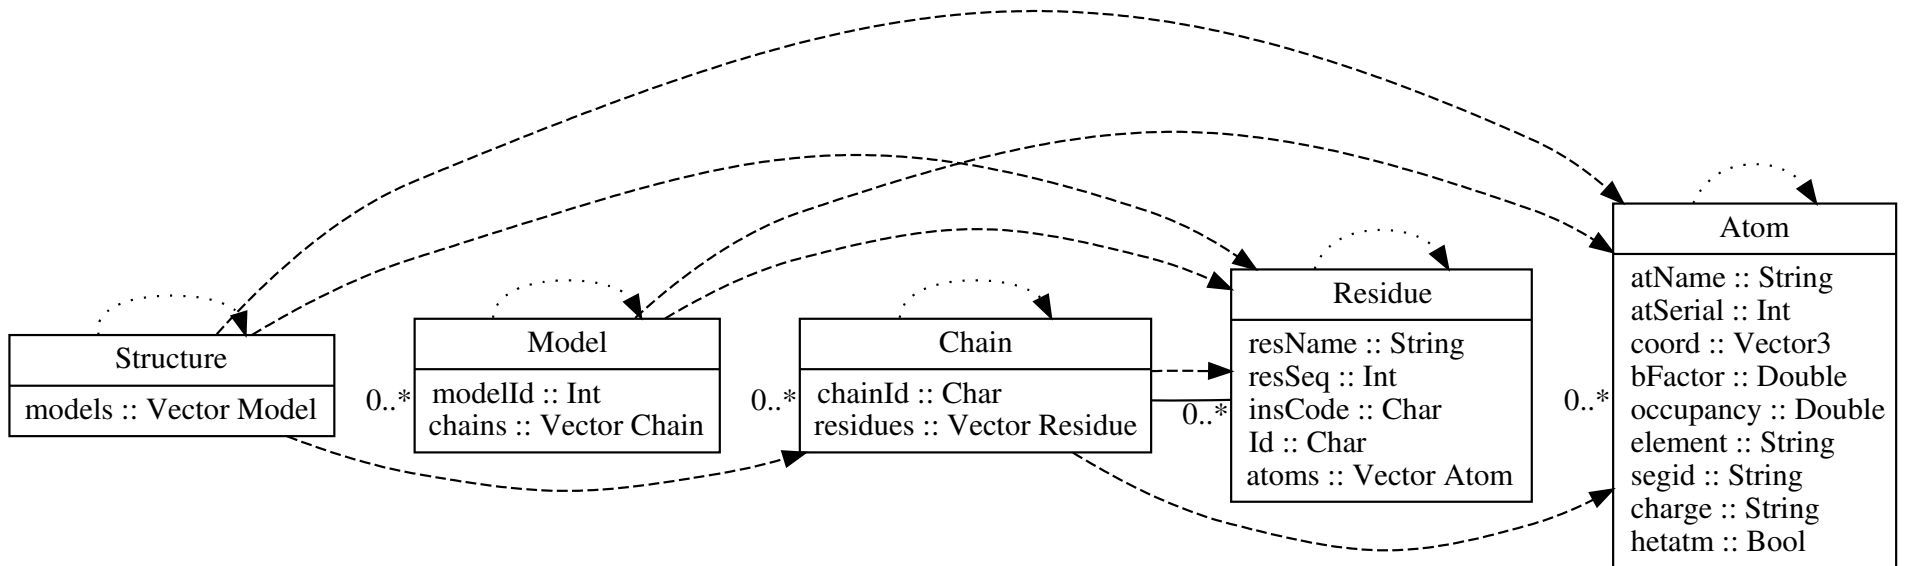 Structure
models :: Vector Model
0..*
Model
modelId :: Int
chains :: Vector Chain
0..*
Chain
chainId :: Char
residues :: Vector Residue
0..*
Residue
resName :: String
resSeq :: Int
insCode :: Char
Id :: Char
atoms :: Vector Atom
0..*
Atom
atName :: String
atSerial :: Int
coord :: Vector3
bFactor :: Double
occupancy :: Double
element :: String
segid :: String
charge :: String
hetatm :: Bool